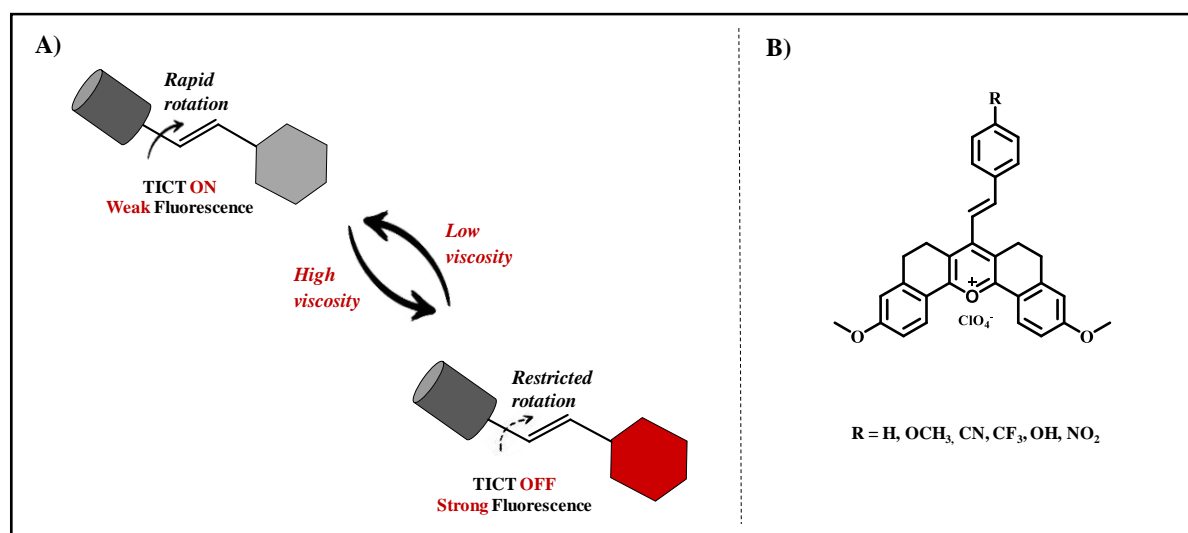 A)
Rapid
rotation
TICT ON
Weak Fluorescence
Low
viscosity
High
viscosity
Restricted
rotation
TICT OFF
Strong Fluorescence
B)
R
+
O
ClO₄⁻
O
O
R = H, OCH₃, CN, CF₃, OH, NO₂